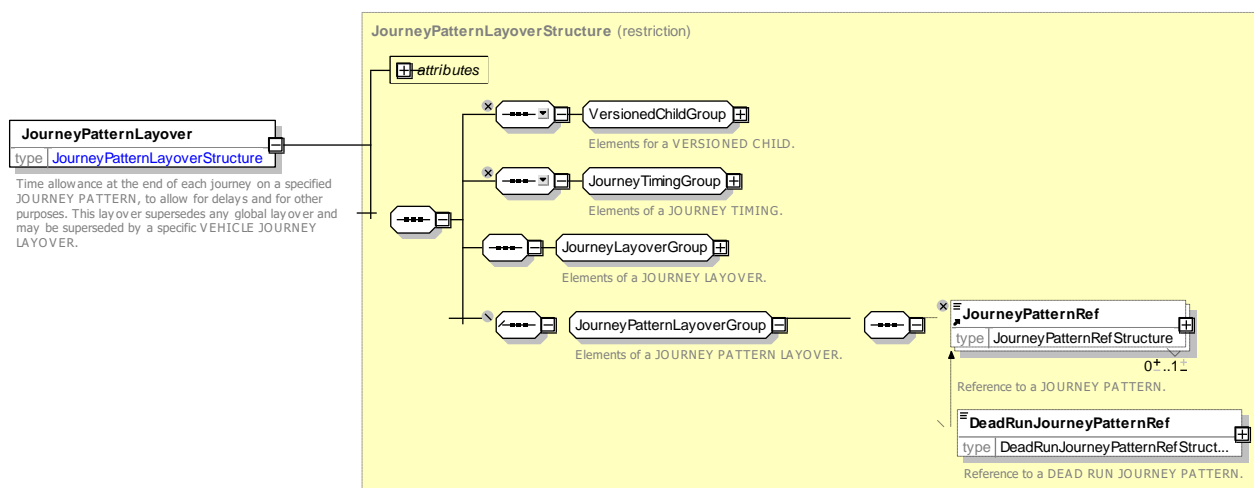 JourneyPatternLayoverStructure (restriction)
attributes
VersionedChildGroup
Elements for a VERSIONED CHILD.
JourneyPatternLayover
type JourneyPatternLayoverStructure
Time allowance at the end of each journey on a specified
JOURNEY PATTERN, to allow for delays and for other
purposes. This layover supersedes any global layover and
may be superseded by a specific VEHICLE JOURNEY
LAYOVER.
JourneyTimingGroup
Elements of a JOURNEY TIMING.
JourneyLayoverGroup
Elements of a JOURNEY LAYOVER.
JourneyPatternLayoverGroup
Elements of a JOURNEY PATTERN LAYOVER.
JourneyPatternRef
type JourneyPatternRefStructure
0..1
Reference to a JOURNEY PATTERN.
DeadRunJourneyPatternRef
type DeadRunJourneyPatternRefStruct...
Reference to a DEAD RUN JOURNEY PATTERN.